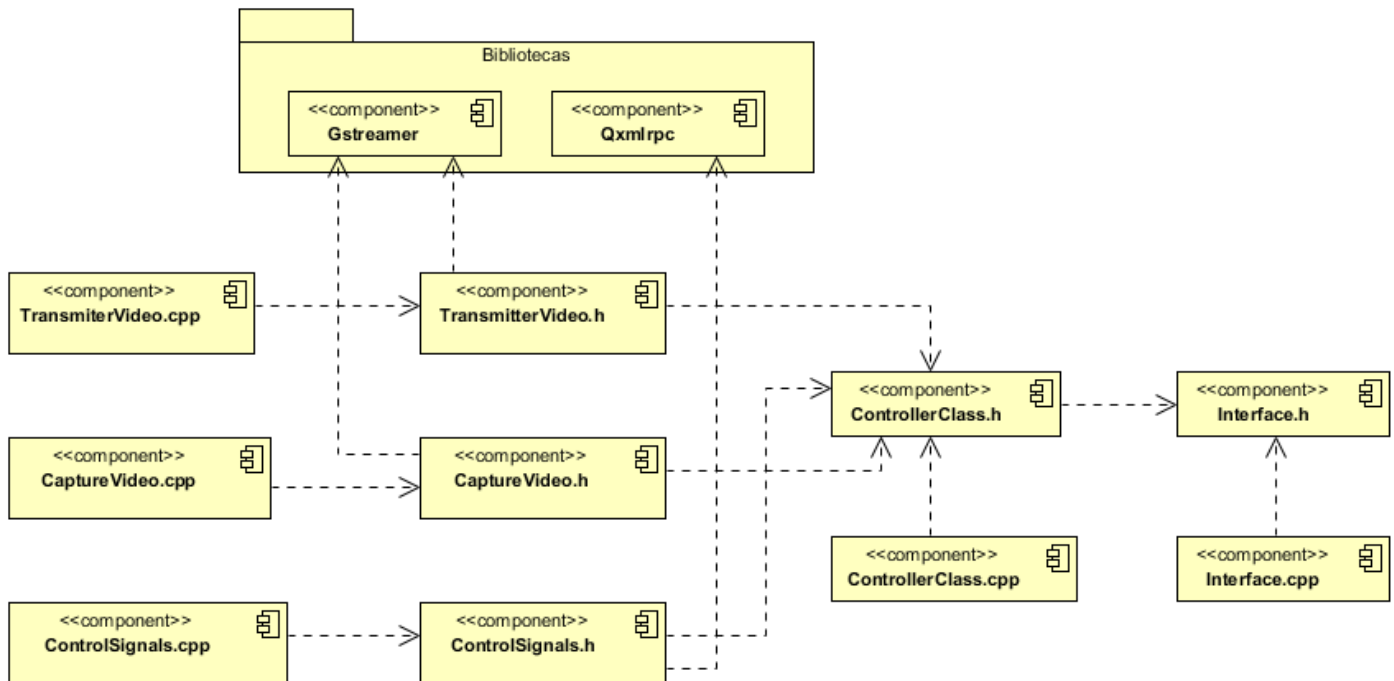 Bibliotecas
<<component>>
Gstreamer
<<component>>
Qxmlrpc
<<component>>
TransmiterVideo.cpp
<<component>>
TransmitterVideo.h
<<component>>
ControllerClass.h
<<component>>
Interface.h
<<component>>
CaptureVideo.cpp
<<component>>
CaptureVideo.h
<<component>>
ControllerClass.cpp
<<component>>
Interface.cpp
<<component>>
ControlSignals.cpp
<<component>>
ControlSignals.h